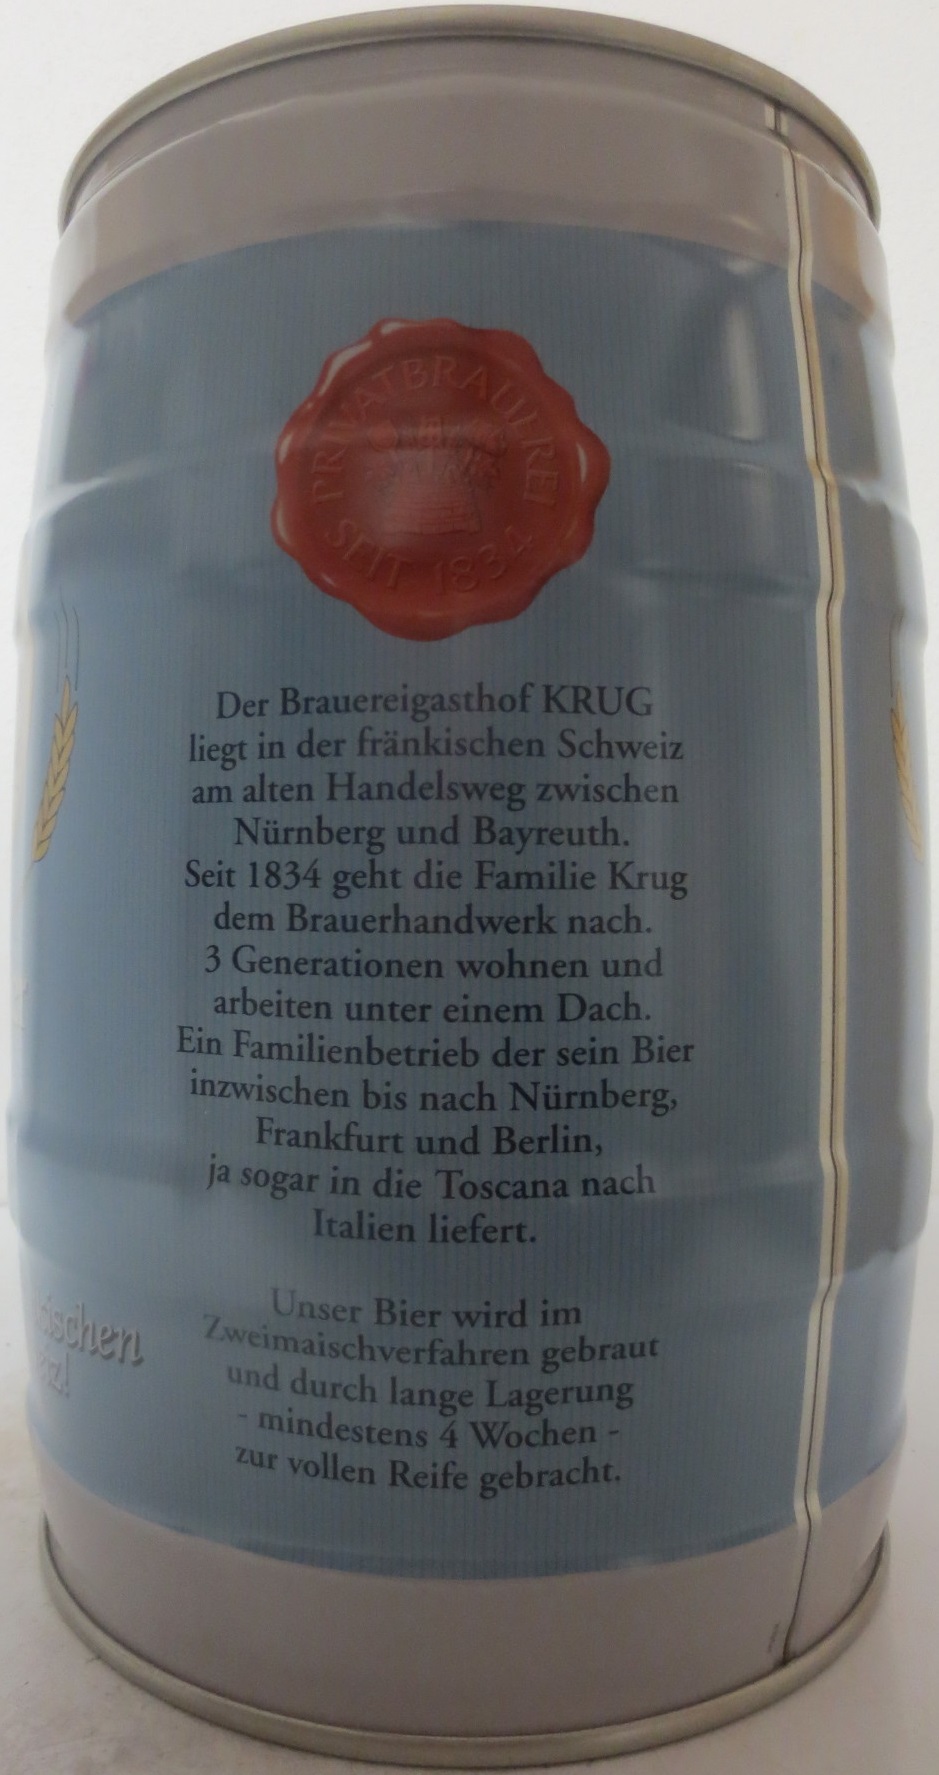 PRIVATBRAUEREI
SEIT 1834
Der Brauereigasthof KRUG
liegt in der fränkischen Schweiz
am alten Handelsweg zwischen
Nürnberg und Bayreuth.
Seit 1834 geht die Familie Krug
dem Brauerhandwerk nach.
3 Generationen wohnen und
arbeiten unter einem Dach.
Ein Familienbetrieb der sein Bier
inzwischen bis nach Nürnberg,
Frankfurt und Berlin,
ja sogar in die Toscana nach
Italien liefert.
Unser Bier wird im
Zweimaischverfahren gebraut
und durch lange Lagerung
- mindestens 4 Wochen -
zur vollen Reife gebracht.